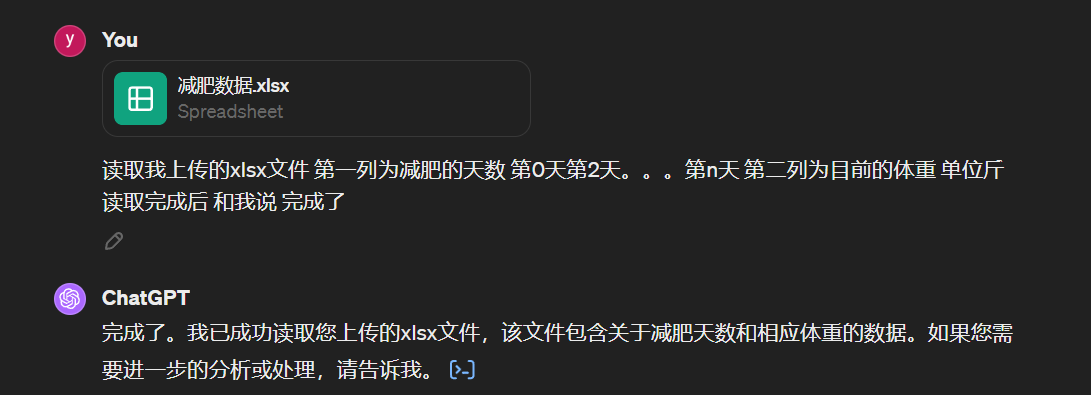 y
You
减肥数据.xlsx
Spreadsheet
读取我上传的xlsx文件 第一列为减肥的天数 第0天第2天。。。第n天 第二列为目前的体重 单位斤
读取完成后 和我说 完成了
ChatGPT
完成了。我已成功读取您上传的xlsx文件，该文件包含关于减肥天数和相应体重的数据。如果您需
要进一步的分析或处理，请告诉我。 [>-]